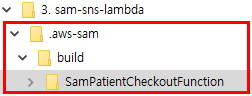 3. sam-sns-lambda
.aws-sam
build
SamPatientCheckoutFunction